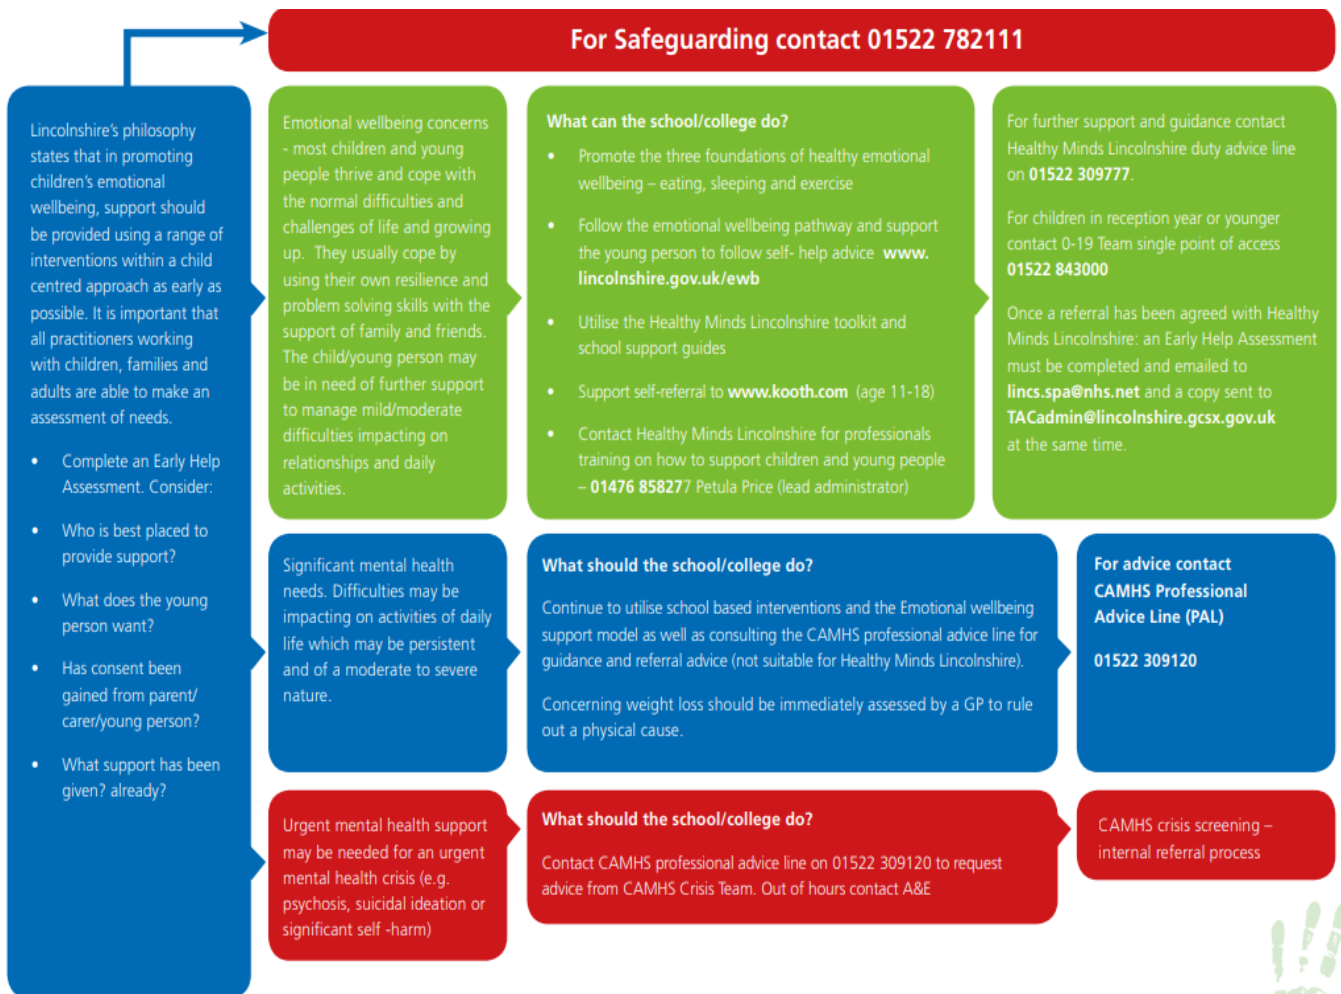 For Safeguarding contact 01522 782111
Lincolnshire's philosophy
states that in promoting
children's emotional
wellbeing, support should
be provided using a range of
interventions within a child
centred approach as early as
possible. It is important that
all practitioners working
with children, families and
adults are able to make an
assessment of needs.
• Complete an Early Help
Assessment. Consider:
• Who is best placed to
provide support?
• What does the young
person want?
• Has consent been
gained from parent/
carer/young person?
• What support has been
given? already?
Emotional wellbeing concerns
- most children and young
people thrive and cope with
the normal difficulties and
challenges of life and growing
up. They usually cope by
using their own resilience and
problem solving skills with the
support of family and friends.
The child/young person may
be in need of further support
to manage mild/moderate
difficulties impacting on
relationships and daily
activities.
What can the school/college do?
• Promote the three foundations of healthy emotional
wellbeing – eating, sleeping and exercise
• Follow the emotional wellbeing pathway and support
the young person to follow self- help advice www.
lincolnshire.gov.uk/ewb
• Utilise the Healthy Minds Lincolnshire toolkit and
school support guides
• Support self-referral to www.kooth.com (age 11-18)
• Contact Healthy Minds Lincolnshire for professionals
training on how to support children and young people
– 01476 858277 Petula Price (lead administrator)
For further support and guidance contact
Healthy Minds Lincolnshire duty advice line
on 01522 309777.
For children in reception year or younger
contact 0-19 Team single point of access
01522 843000
Once a referral has been agreed with Healthy
Minds Lincolnshire: an Early Help Assessment
must be completed and emailed to
lincs.spa@nhs.net and a copy sent to
TACadmin@lincolnshire.gcsx.gov.uk
at the same time.
Significant mental health
needs. Difficulties may be
impacting on activities of daily
life which may be persistent
and of a moderate to severe
nature.
What should the school/college do?
Continue to utilise school based interventions and the Emotional wellbeing
support model as well as consulting the CAMHS professional advice line for
guidance and referral advice (not suitable for Healthy Minds Lincolnshire).
Concerning weight loss should be immediately assessed by a GP to rule
out a physical cause.
For advice contact
CAMHS Professional
Advice Line (PAL)
01522 309120
Urgent mental health support
may be needed for an urgent
mental health crisis (e.g.
psychosis, suicidal ideation or
significant self -harm)
What should the school/college do?
Contact CAMHS professional advice line on 01522 309120 to request
advice from CAMHS Crisis Team. Out of hours contact A&E
CAMHS crisis screening –
internal referral process